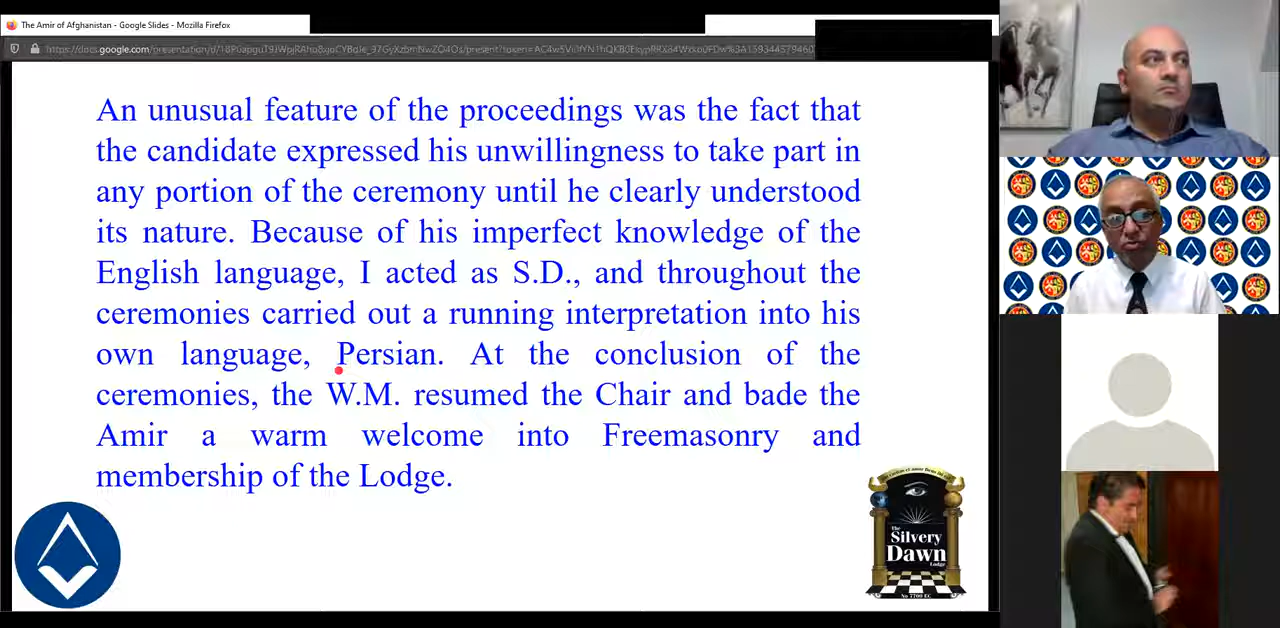 The Amir of Afghanistan - Google Slides - Mozilla Firefox
An unusual feature of the proceedings was the fact that
the candidate expressed his unwillingness to take part in
any portion of the ceremony until he clearly understood
its nature. Because of his imperfect knowledge of the
English language, I acted as S.D., and throughout the
ceremonies carried out a running interpretation into his
own language, Persian. At the conclusion of the
ceremonies, the W.M. resumed the Chair and bade the
Amir a warm welcome into Freemasonry and
membership of the Lodge.
The
Silvery
Dawn
Lodge
No 7700 EC